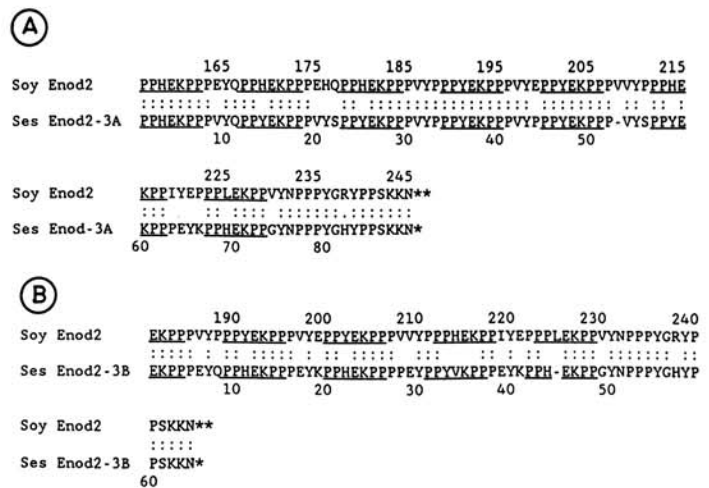 A
165 175 185 195 205 215
Soy Enod2 PPHEKPPPEYQPPHEKPPPEHQPPHEKPPPVYPPPYEKPPPVYEPPYEKPPPVVYPPPHE
Ses Enod2-3A PPHEKPPPVYQPPYEKPPPVYSPPYEKPPPVYPPPYEKPPPVYPPPYEKPPP-VYSPPYE
10 20 30 40 50
225 235 245
Soy Enod2 KPPIYEPPPLEKPPVYNPPPYGRYPPSKKN**
Ses Enod-3A KPPPEYKPPHEKPPGYNPPPYGHYPPSKKN*
60 70 80
B
190 200 210 220 230 240
Soy Enod2 EKPPPVYPPPYEKPPPVYEPPYEKPPPVVYPPPHEKPPIYEPPPLEKPPVYNPPPYGRYP
Ses Enod2-3B EKPPPEYQPPHEKPPPEYKPPHEKPPPPEYPPYVKPPPEYKPPH-EKPPGYNPPPYGHYP
10 20 30 40 50
Soy Enod2 PSKKN**
Ses Enod2-3B PSKKN*
60